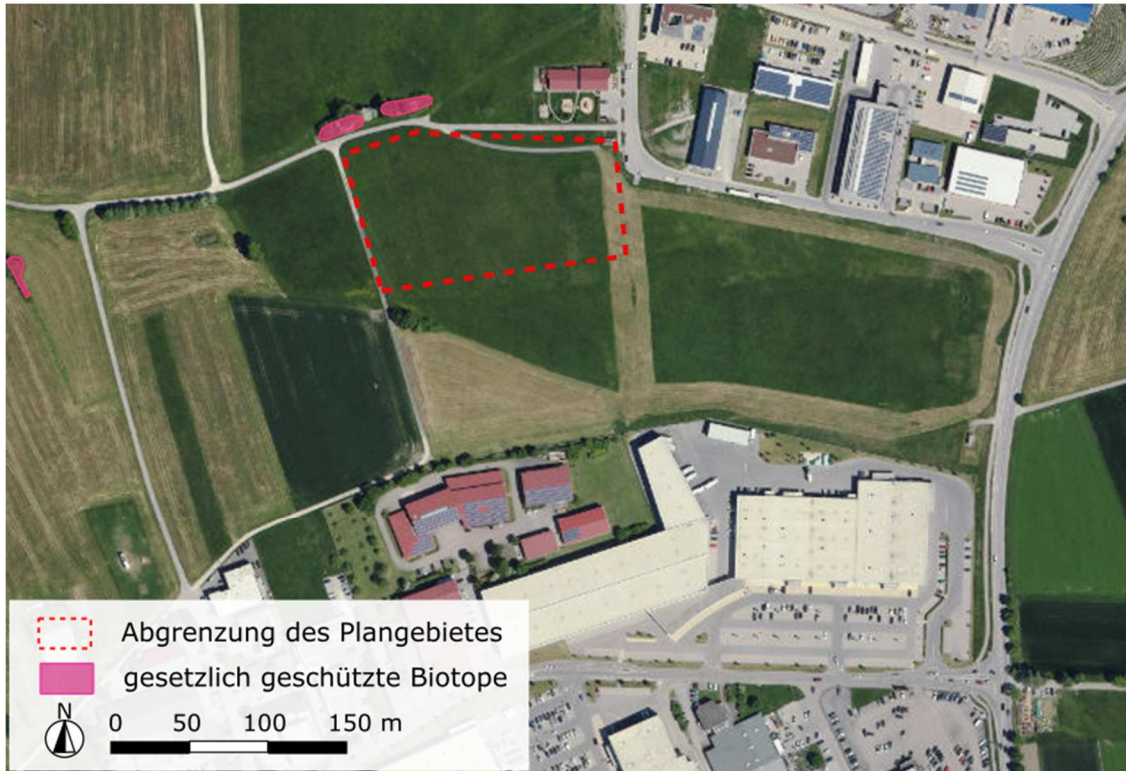 Abgrenzung des Plangebietes
gesetzlich geschützte Biotope
N
0 50 100 150 m